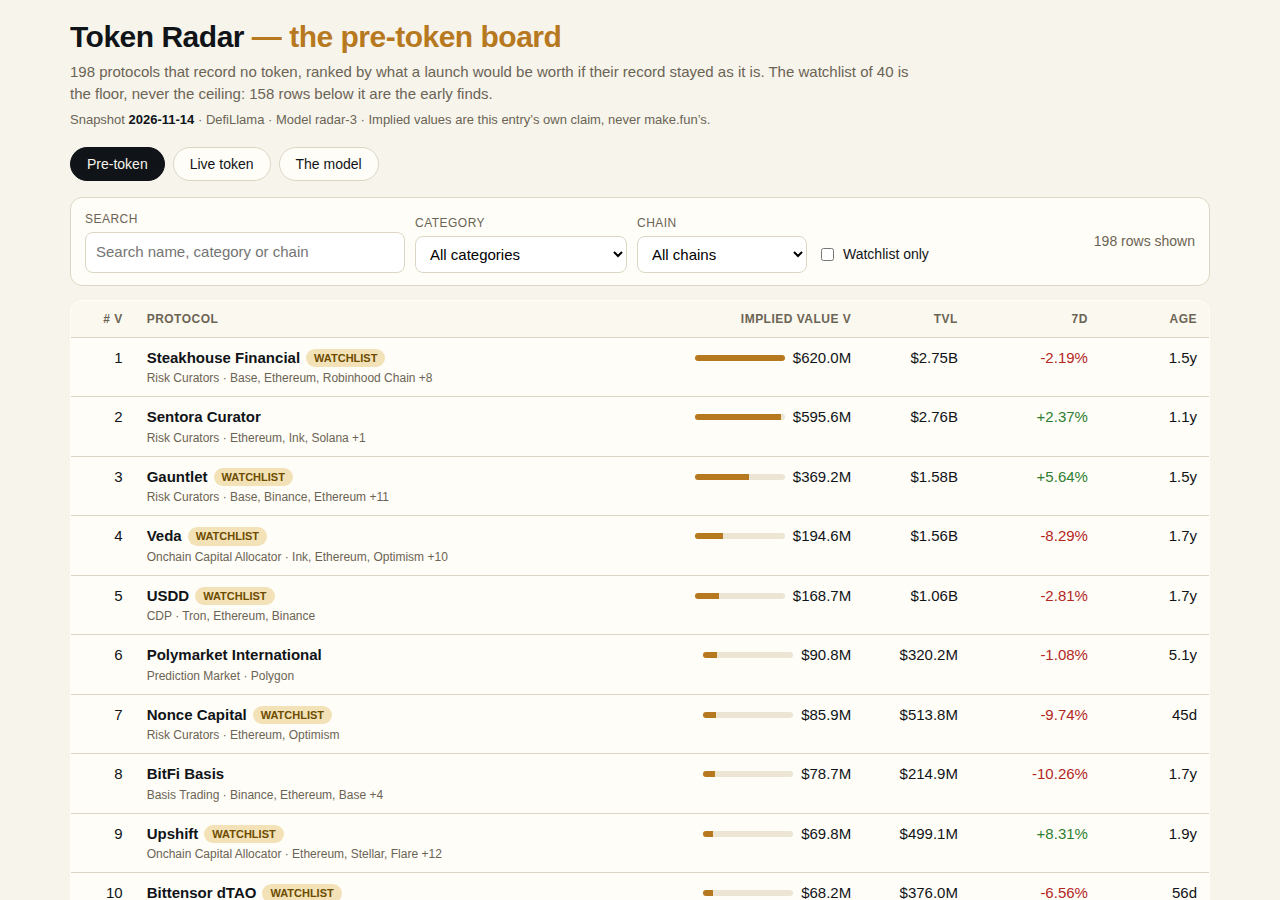 Token Radar — the pre-token board
198 protocols that record no token, ranked by what a launch would be worth if their record stayed as it is. The watchlist of 40 is
the floor, never the ceiling: 158 rows below it are the early finds.
Snapshot 2026-11-14 · DefiLlama · Model radar-3 · Implied values are this entry's own claim, never make.fun's.
Pre-token Live token The model
SEARCH CATEGORY CHAIN
Search name, category or chain All categories All chains Watchlist only 198 rows shown
# V PROTOCOL IMPLIED VALUE V TVL 7D AGE
1 Steakhouse Financial WATCHLIST $620.0M $2.75B -2.19% 1.5y
Risk Curators · Base, Ethereum, Robinhood Chain +8
2 Sentora Curator $595.6M $2.76B +2.37% 1.1y
Risk Curators · Ethereum, Ink, Solana +1
3 Gauntlet WATCHLIST $369.2M $1.58B +5.64% 1.5y
Risk Curators · Base, Binance, Ethereum +11
4 Veda WATCHLIST $194.6M $1.56B -8.29% 1.7y
Onchain Capital Allocator · Ink, Ethereum, Optimism +10
5 USDD WATCHLIST $168.7M $1.06B -2.81% 1.7y
CDP · Tron, Ethereum, Binance
6 Polymarket International $90.8M $320.2M -1.08% 5.1y
Prediction Market · Polygon
7 Nonce Capital WATCHLIST $85.9M $513.8M -9.74% 45d
Risk Curators · Ethereum, Optimism
8 BitFi Basis $78.7M $214.9M -10.26% 1.7y
Basis Trading · Binance, Ethereum, Base +4
9 Upshift WATCHLIST $69.8M $499.1M +8.31% 1.9y
Onchain Capital Allocator · Ethereum, Stellar, Flare +12
10 Bittensor dTAO WATCHLIST $68.2M $376.0M -6.56% 56d